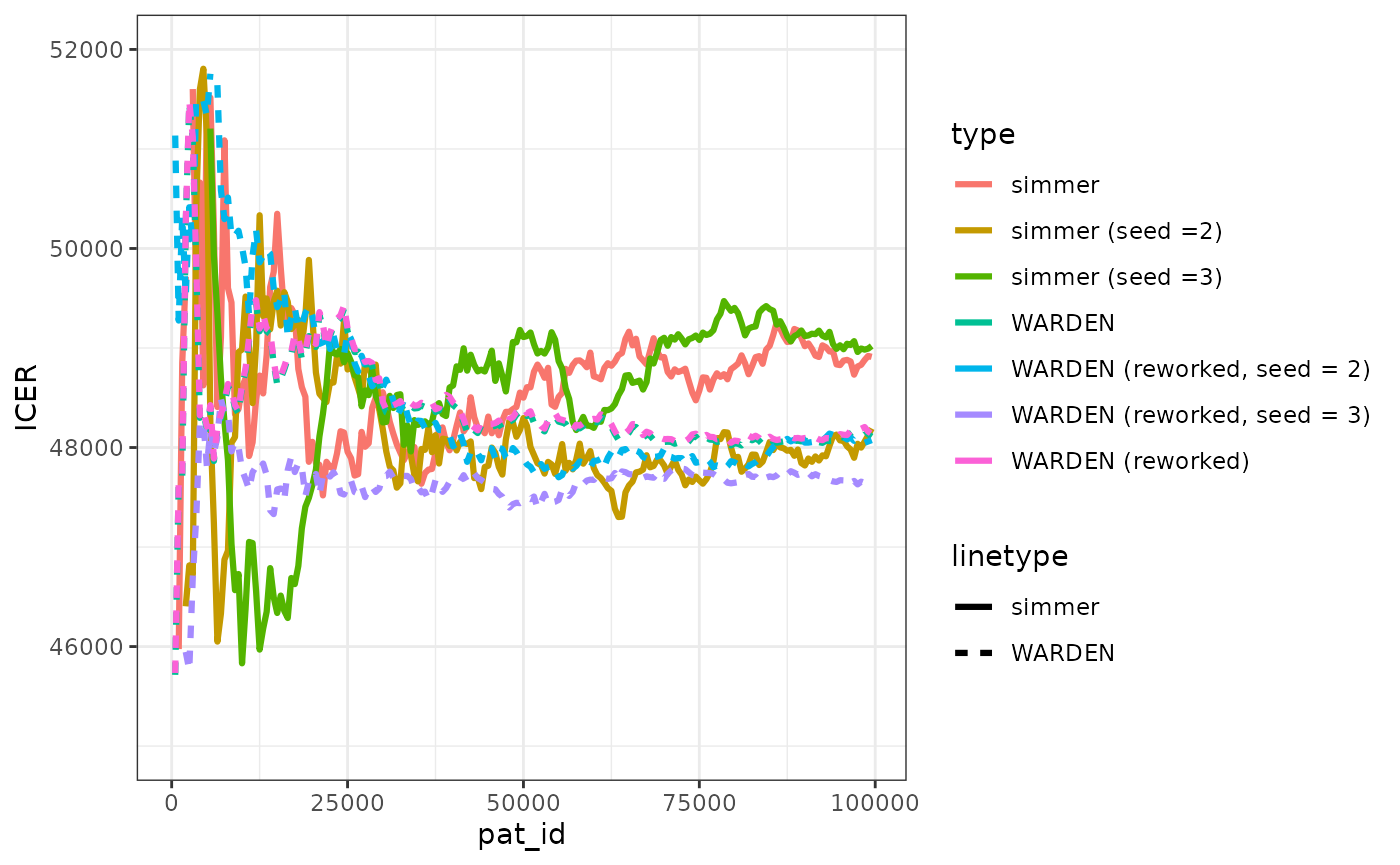 52000
50000
48000
46000
ICER
0 25000 50000 75000 100000
pat_id
type
simmer
simmer (seed =2)
simmer (seed =3)
WARDEN
WARDEN (reworked, seed = 2)
WARDEN (reworked, seed = 3)
WARDEN (reworked)
linetype
simmer
WARDEN